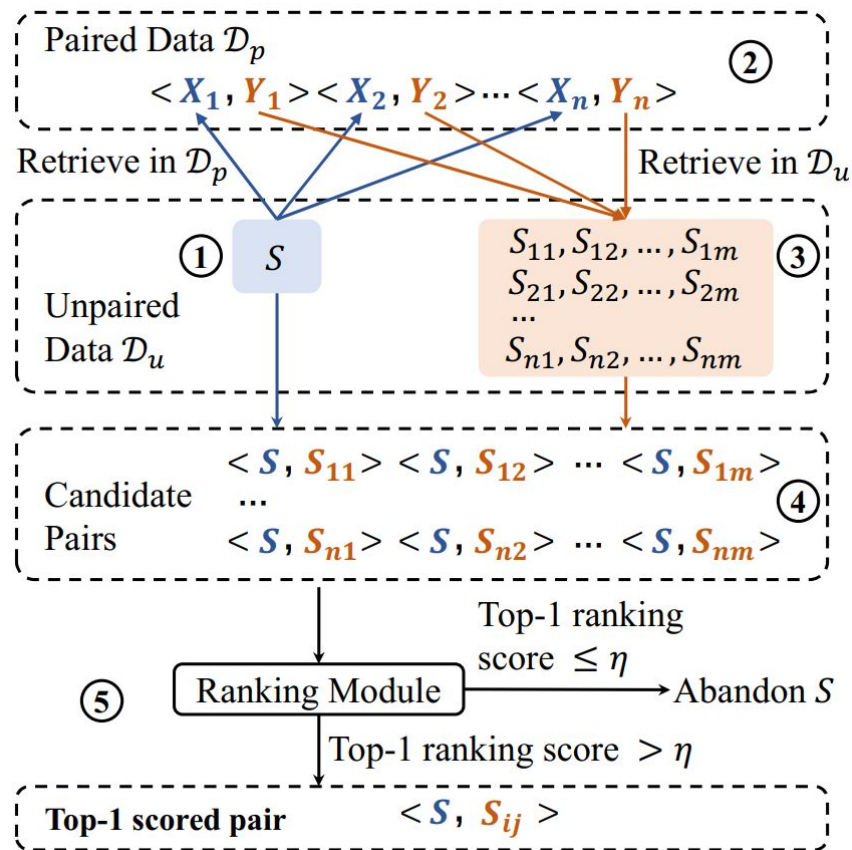 Paired Data 𝒟ₚ
②
< X₁, Y₁ > < X₂, Y₂ > ... < Xₙ, Yₙ >
Retrieve in 𝒟ₚ
Retrieve in 𝒟ᵤ
①
S
S₁₁, S₁₂, ..., S₁ₘ
S₂₁, S₂₂, ..., S₂ₘ
...
Sₙ₁, Sₙ₂, ..., Sₙₘ
③
Unpaired
Data 𝒟ᵤ
< S, S₁₁ > < S, S₁₂ > ... < S, S₁ₘ >
Candidate
Pairs
...
< S, Sₙ₁ > < S, Sₙ₂ > ... < S, Sₙₘ >
④
Top-1 ranking
score ≤ η
⑤
Ranking Module
Abandon S
Top-1 ranking score > η
Top-1 scored pair
< S, Sᵢⱼ >